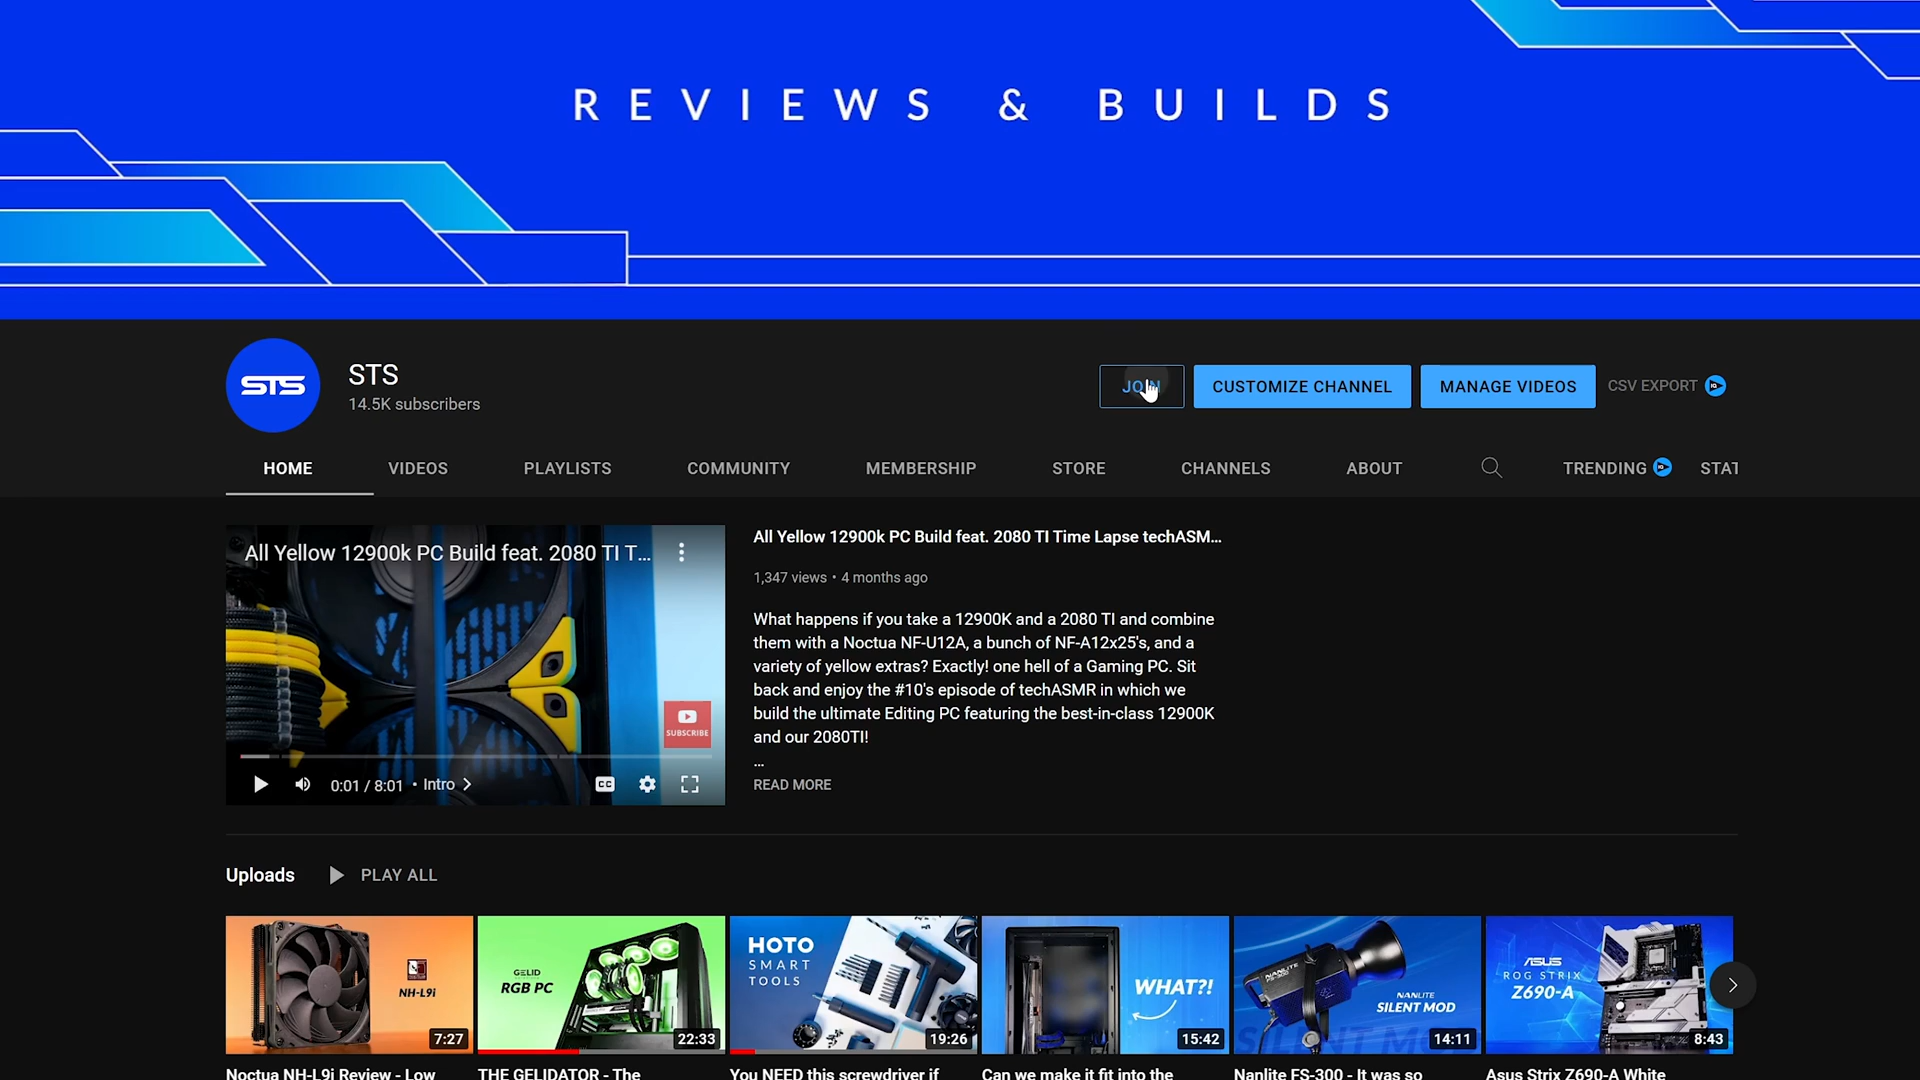 REVIEWS & BUILDS
STS
STS
14.5K subscribers
JOIN
CUSTOMIZE CHANNEL
MANAGE VIDEOS
CSV EXPORT
HOME
VIDEOS
PLAYLISTS
COMMUNITY
MEMBERSHIP
STORE
CHANNELS
ABOUT
TRENDING
STAT
All Yellow 12900k PC Build feat. 2080 TI T...
SUBSCRIBE
0:01 / 8:01 • Intro
CC
All Yellow 12900k PC Build feat. 2080 TI Time Lapse techASM...
1,347 views • 4 months ago
What happens if you take a 12900K and a 2080 TI and combine
them with a Noctua NF-U12A, a bunch of NF-A12x25's, and a
variety of yellow extras? Exactly! one hell of a Gaming PC. Sit
back and enjoy the #10's episode of techASMR in which we
build the ultimate Editing PC featuring the best-in-class 12900K
and our 2080TI!
...
READ MORE
Uploads
PLAY ALL
NH-L9i
7:27
GELID
RGB PC
22:33
HOTO
SMART
TOOLS
19:26
WHAT?!
15:42
NANLITE
NANLITE
SILENT MOD
SILENT MO
14:11
ASUS
ROG STRIX
Z690-A
8:43
Noctua NH-L9i Review - Low
THE GELIDATOR - The
You NEED this screwdriver if
Can we make it fit into the
Nanlite FS-300 - It was so
Asus Strix Z690-A White